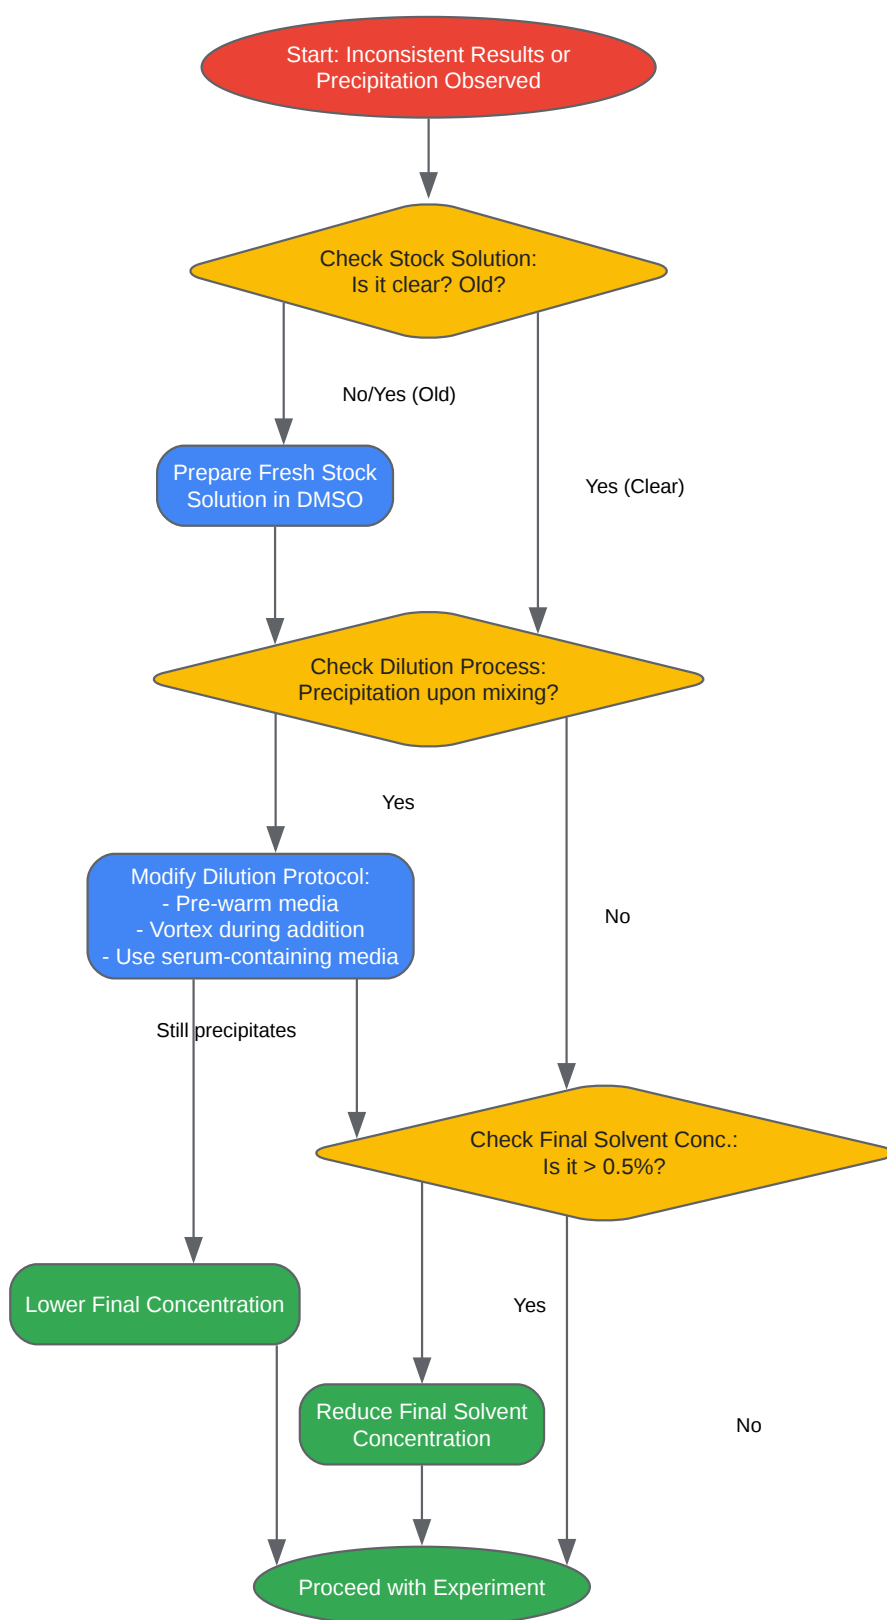 Start: Inconsistent Results or
Precipitation Observed
Check Stock Solution:
Is it clear? Old?
No/Yes (Old)
Prepare Fresh Stock
Solution in DMSO
Yes (Clear)
Check Dilution Process:
Precipitation upon mixing?
Yes
Modify Dilution Protocol:
- Pre-warm media
- Vortex during addition
- Use serum-containing media
No
Still precipitates
Check Final Solvent Conc.:
Is it > 0.5%?
Lower Final Concentration
Yes
Reduce Final Solvent
Concentration
No
Proceed with Experiment